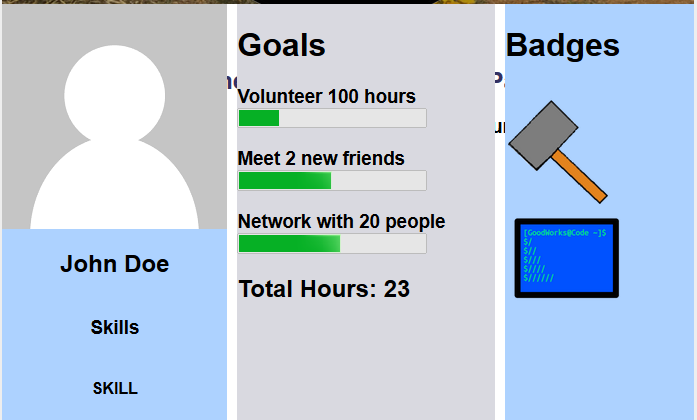 John Doe
Skills
SKILL
Goals
Volunteer 100 hours
Meet 2 new friends
Network with 20 people
Total Hours: 23
Badges
[GoodWorks@Code ~]$
$/
$//
$///
$////
$//////